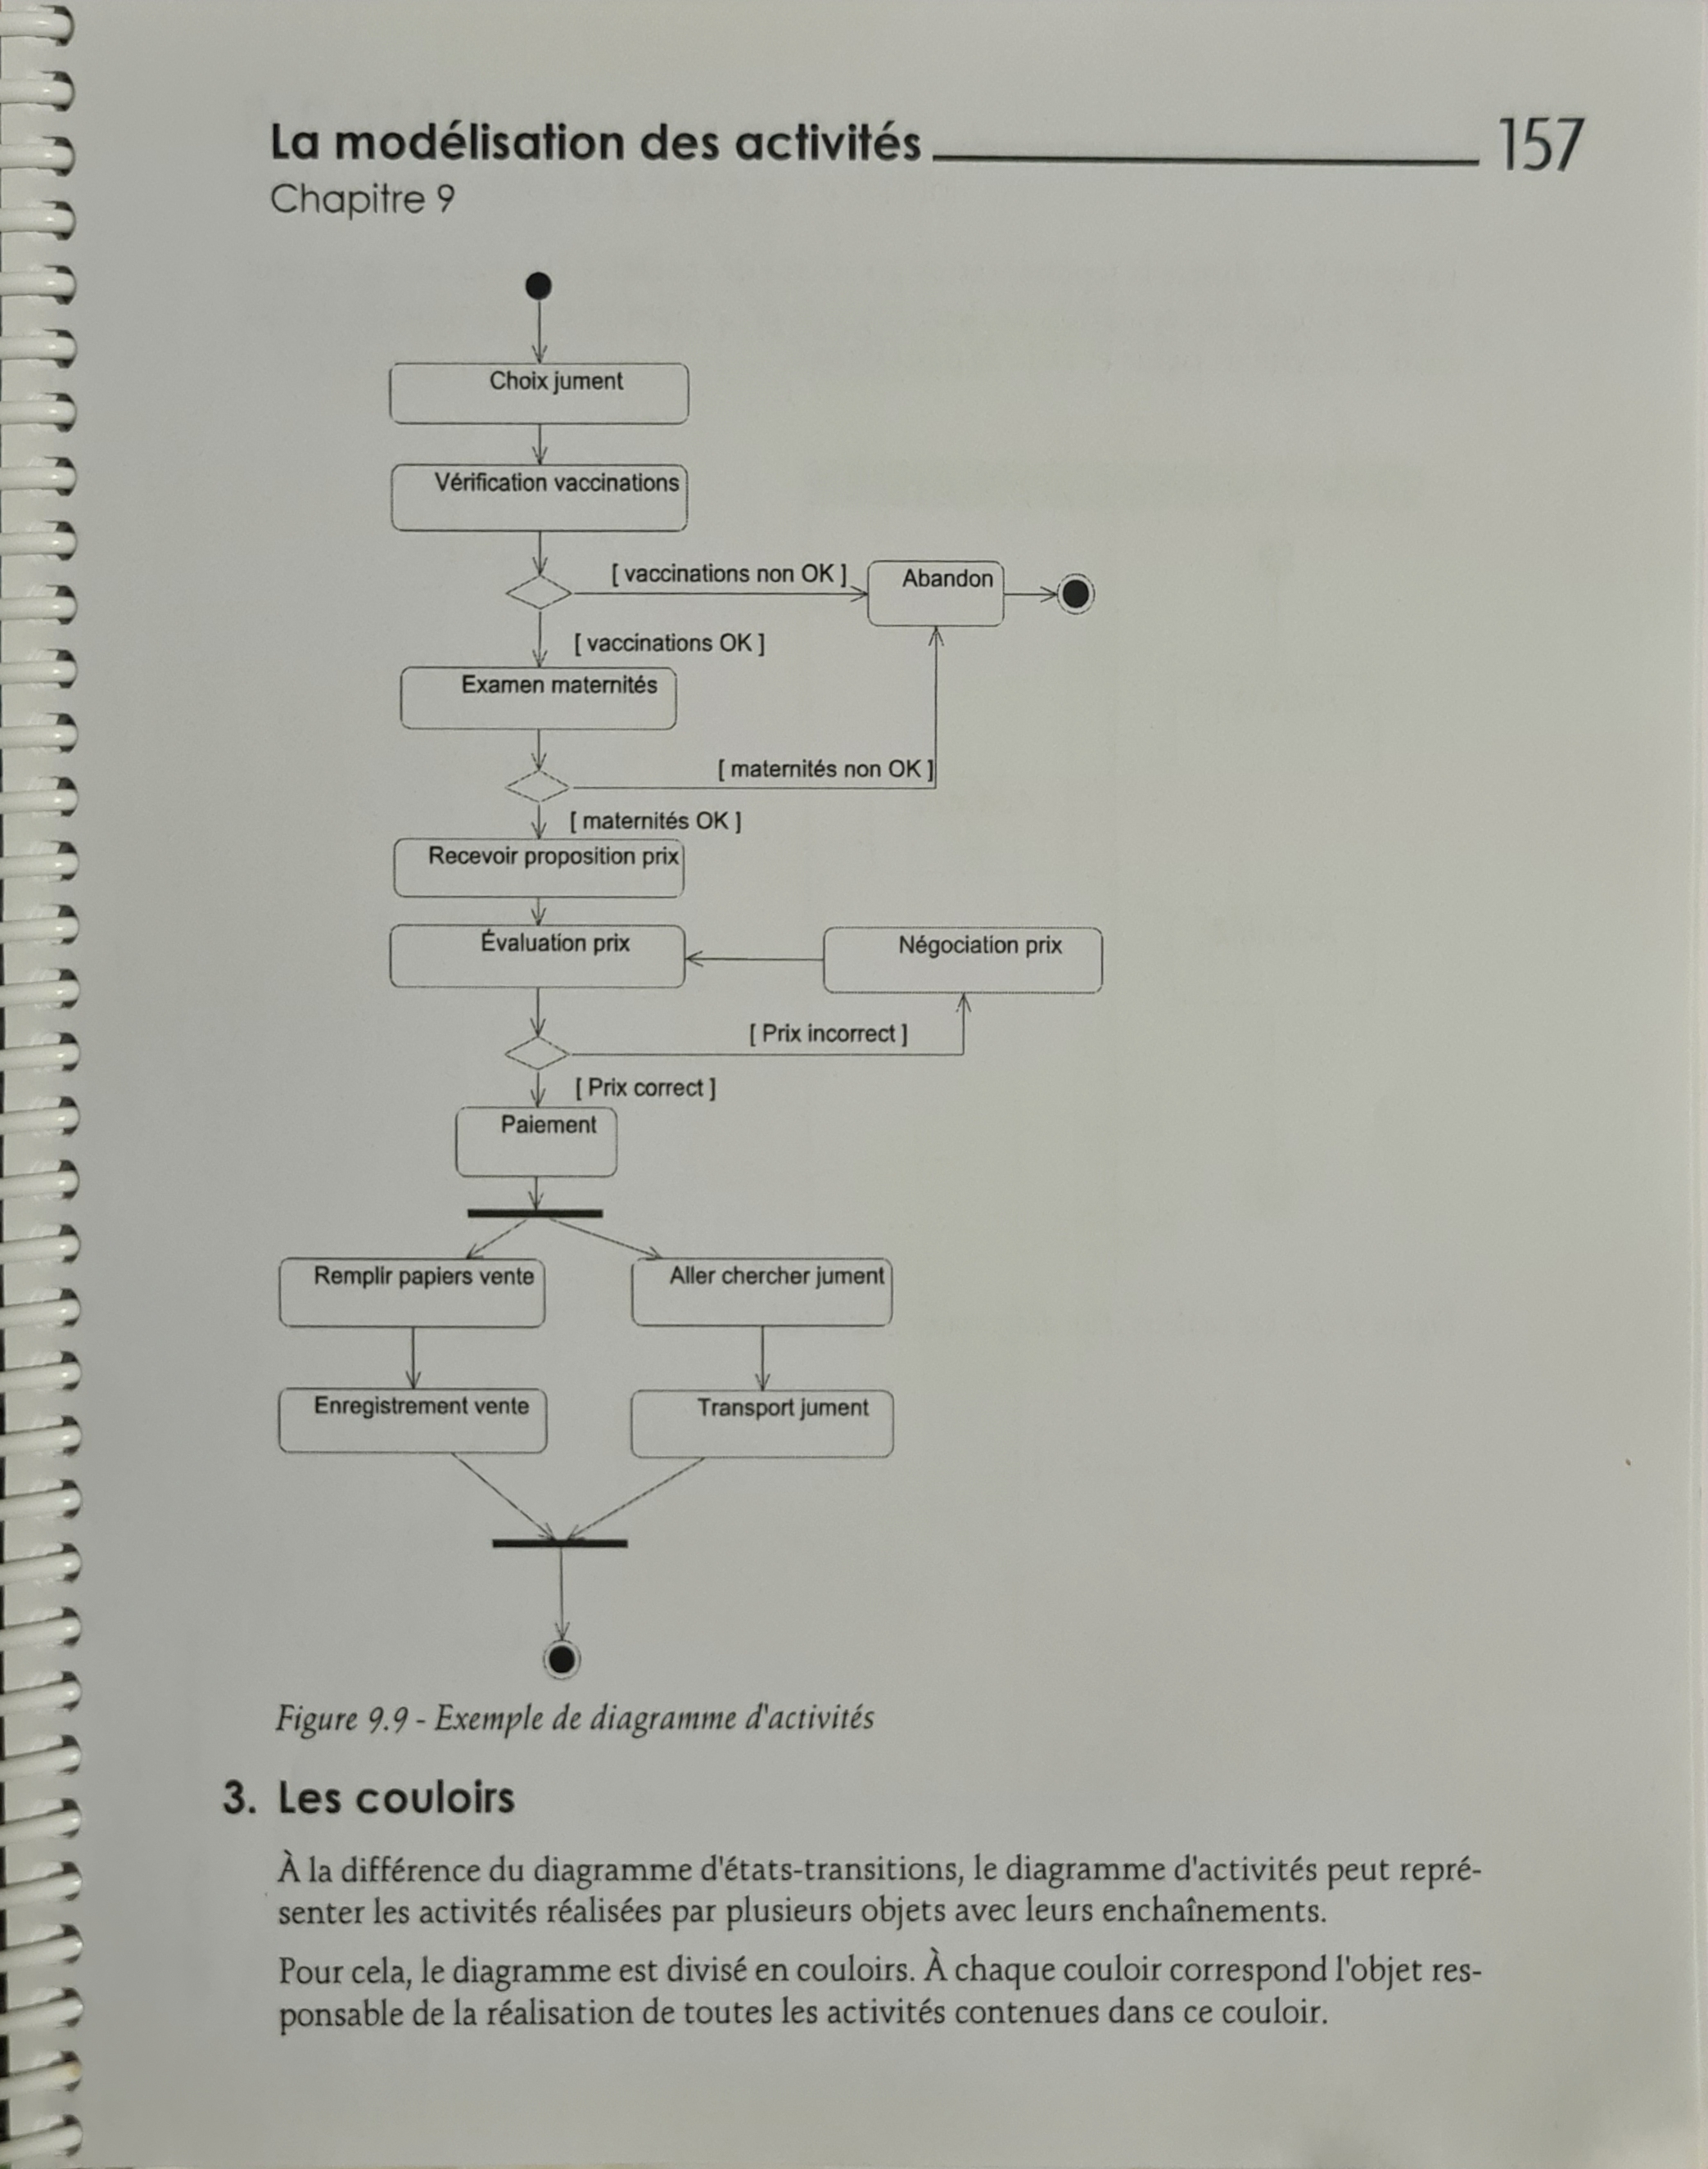 La modélisation des activités 157
Chapitre 9
Choix jument
Vérification vaccinations
[ vaccinations non OK ]
Abandon
[ vaccinations OK ]
Examen maternités
[ maternités non OK ]
[ maternités OK ]
Recevoir proposition prix
Évaluation prix
Négociation prix
[ Prix incorrect ]
[ Prix correct ]
Paiement
Remplir papiers vente
Aller chercher jument
Enregistrement vente
Transport jument
Figure 9.9 - Exemple de diagramme d'activités
3. Les couloirs
À la différence du diagramme d'états-transitions, le diagramme d'activités peut repré-
senter les activités réalisées par plusieurs objets avec leurs enchaînements.
Pour cela, le diagramme est divisé en couloirs. À chaque couloir correspond l'objet res-
ponsable de la réalisation de toutes les activités contenues dans ce couloir.